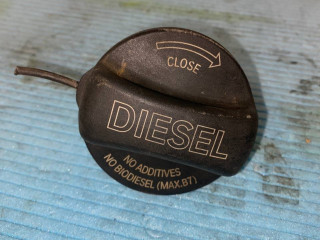 CLOSE
DIESEL
NO ADDITIVES
NO BIODIESEL (MAX.B7)